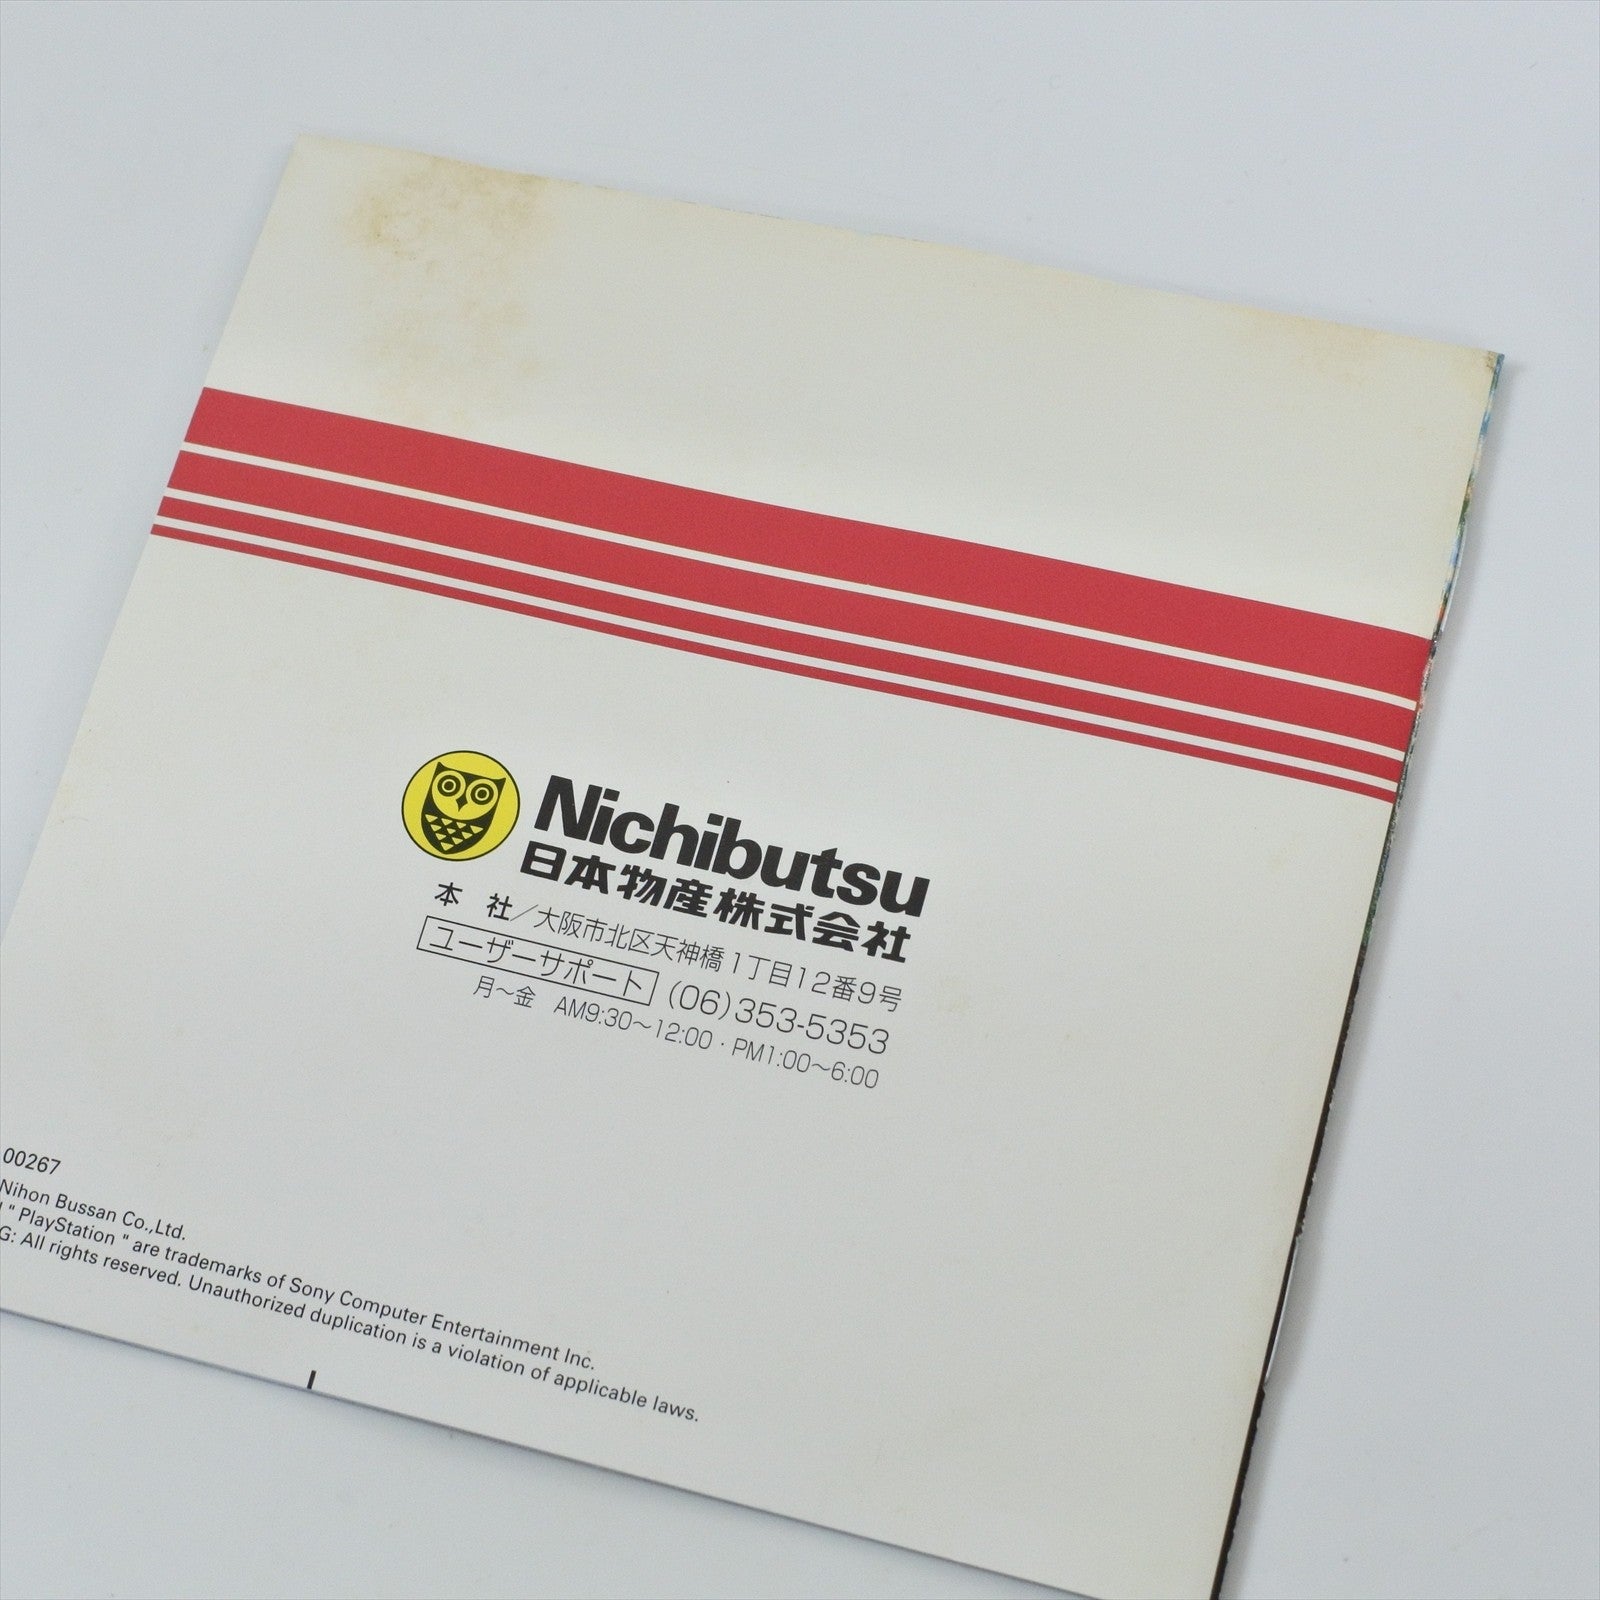 Nichibutsu
日本物産株式会社
本 社／大阪市北区天神橋1丁目12番9号
ユーザーサポート (06)353-5353
月〜金 AM9:30〜12:00・PM1:00〜6:00
00267
Nihon Bussan Co.,Ltd.
" PlayStation " are trademarks of Sony Computer Entertainment Inc.
G: All rights reserved. Unauthorized duplication is a violation of applicable laws.